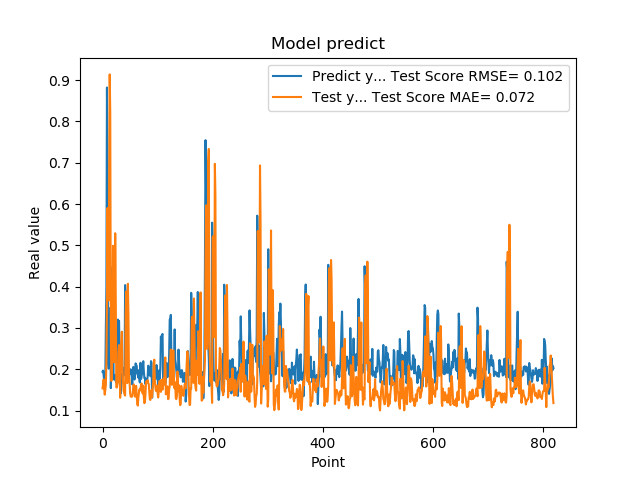 Model predict
Predict y... Test Score RMSE= 0.102
Test y... Test Score MAE= 0.072
Real value
0.9
0.8
0.7
0.6
0.5
0.4
0.3
0.2
0.1
0 200 400 600 800
Point